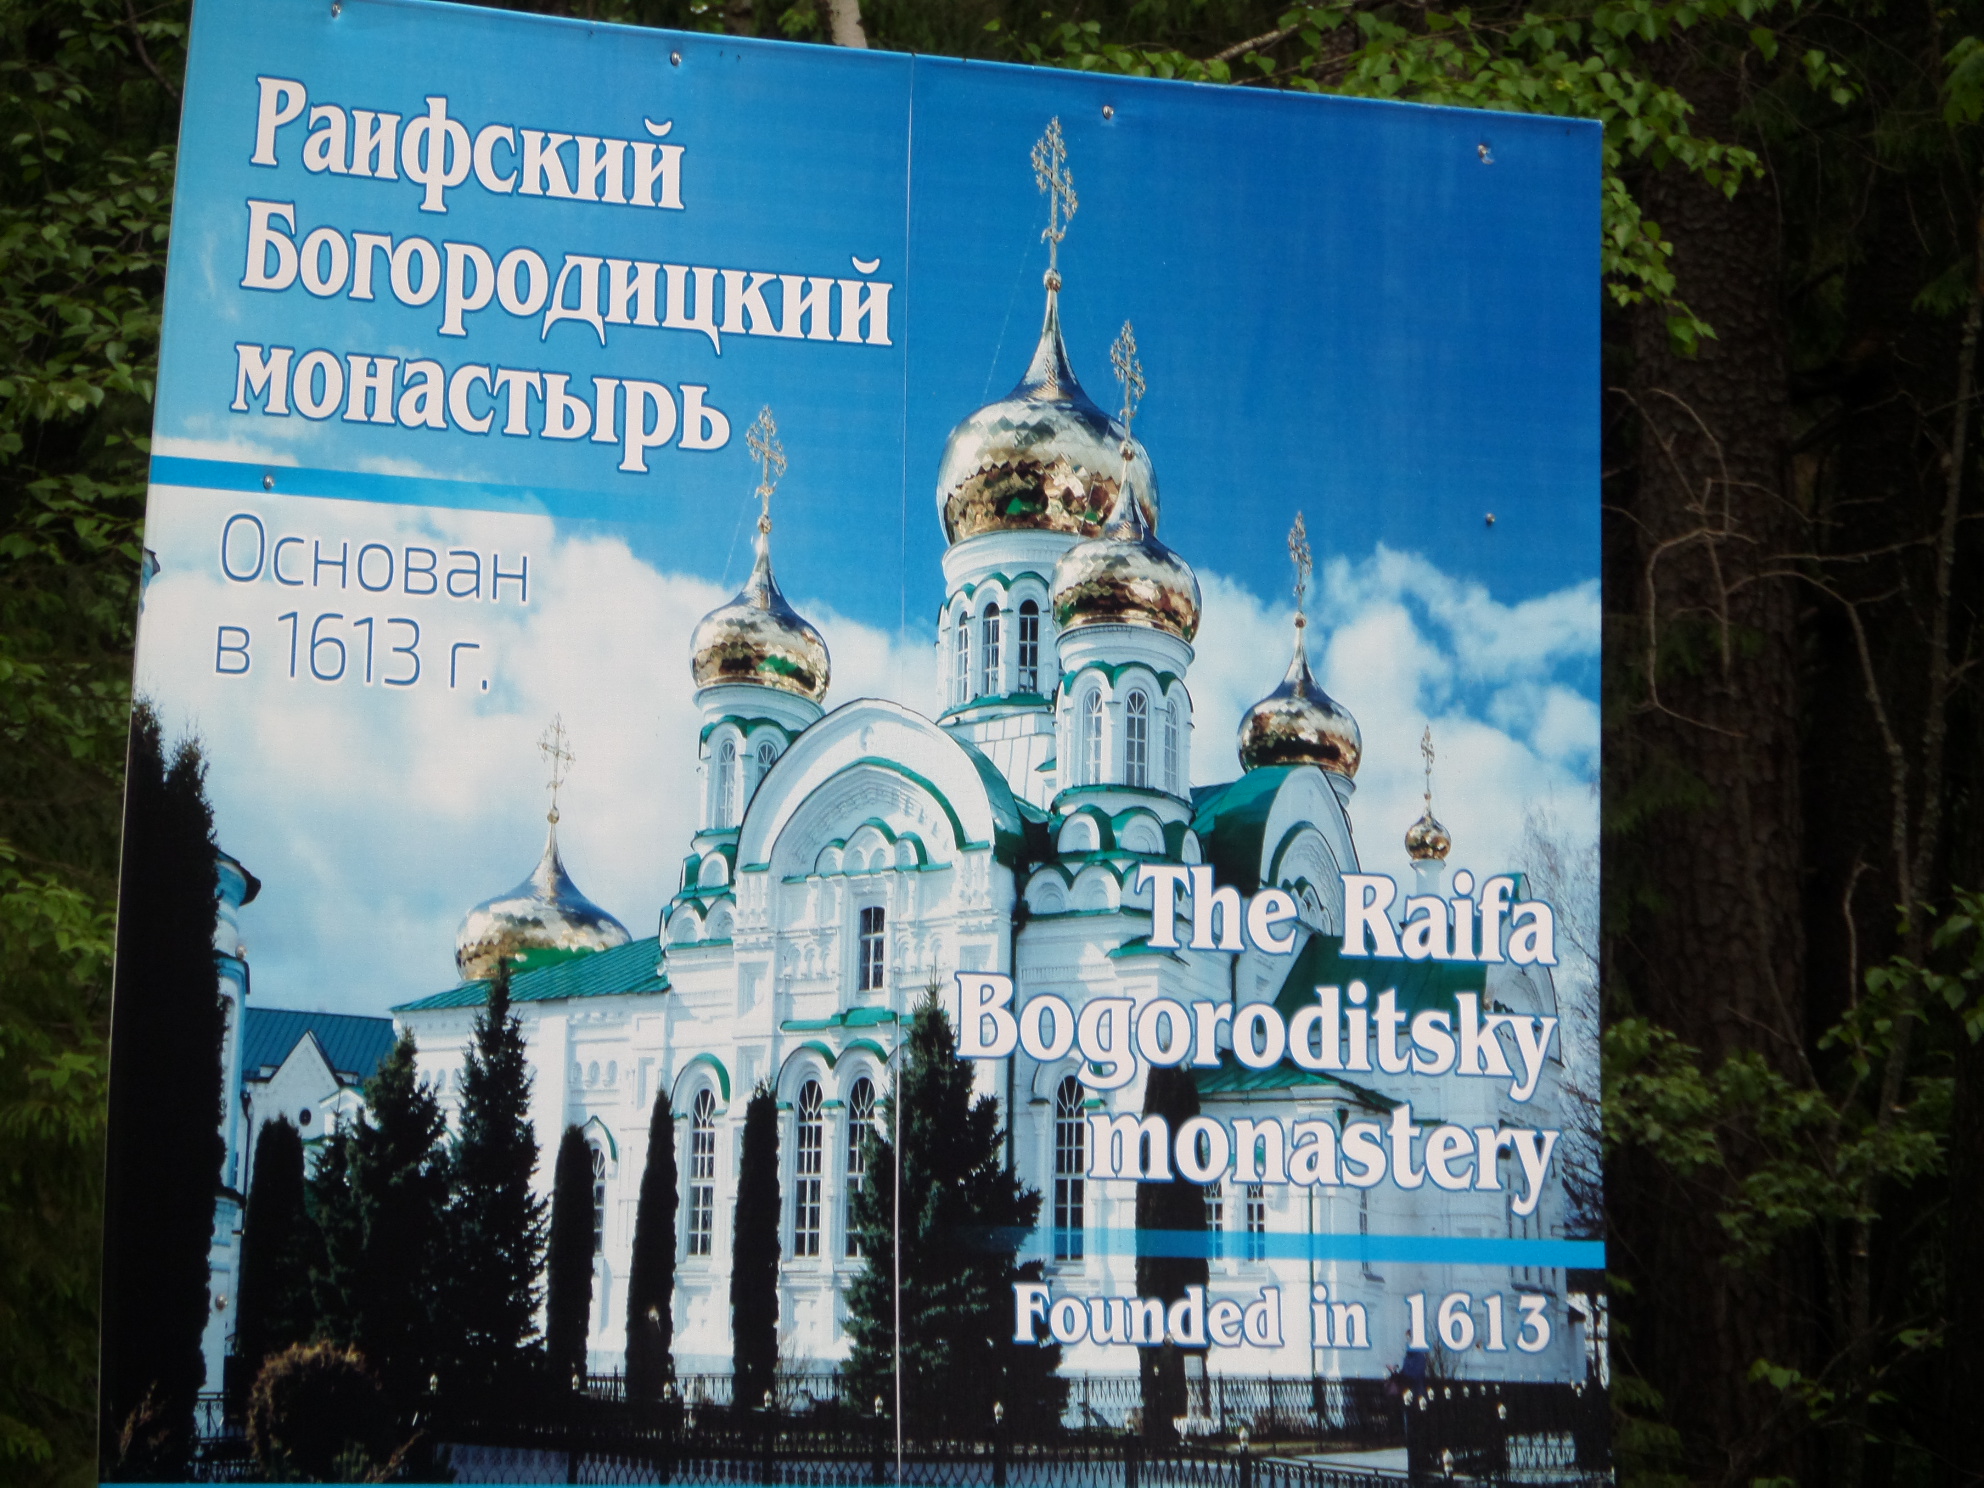 Раифский
Богородицкий
монастырь
Основан
в 1613 г.
The Raifa
Bogoroditsky
monastery
Founded in 1613